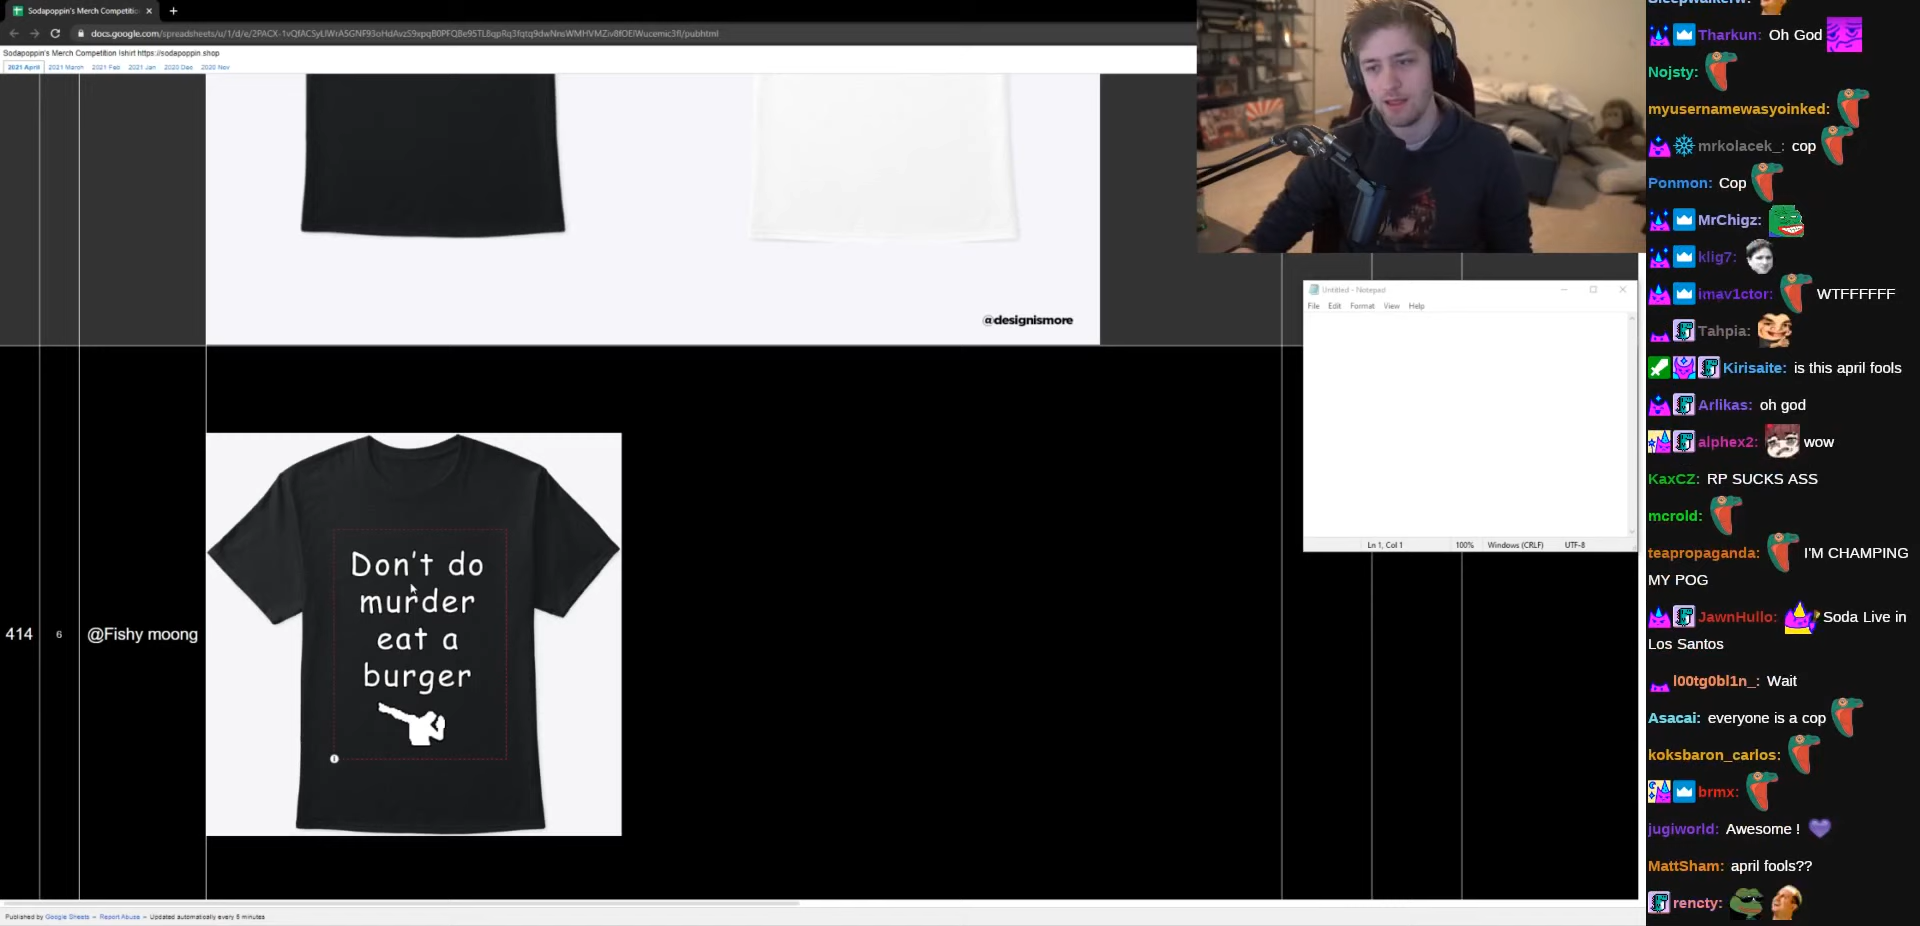 Sodapoppin's Merch Competitio
docs.google.com/spreadsheets/u/1/d/e/
/pubhtml
Sodapoppin's Merch Competition !shirt https://sodapoppin.shop
2021 April 2021 March 2021 Feb 2021 Jan 2020 Dec 2020 Nov
@designismore
414 6 @Fishy moong
Don't do
murder
eat a
burger
Published by Google Sheets – Report Abuse – Updated automatically every 5 minutes
Untitled - Notepad
File Edit Format View Help
Ln 1, Col 1 100% Windows (CRLF) UTF-8
Tharkun: Oh God
Nojsty:
myusernamewasyoinked:
mrkolacek_: cop
Ponmon: Cop
MrChigz:
klig7:
imav1ctor: WTFFFFFF
Tahpia:
Kirisaite: is this april fools
Arlikas: oh god
alphex2: wow
KaxCZ: RP SUCKS ASS
mcrold:
teapropaganda: I'M CHAMPING
MY POG
JawnHullo: Soda Live in
Los Santos
l00tg0bl1n_: Wait
Asacai: everyone is a cop
koksbaron_carlos:
brmx:
jugiworld: Awesome !
MattSham: april fools??
rencty: